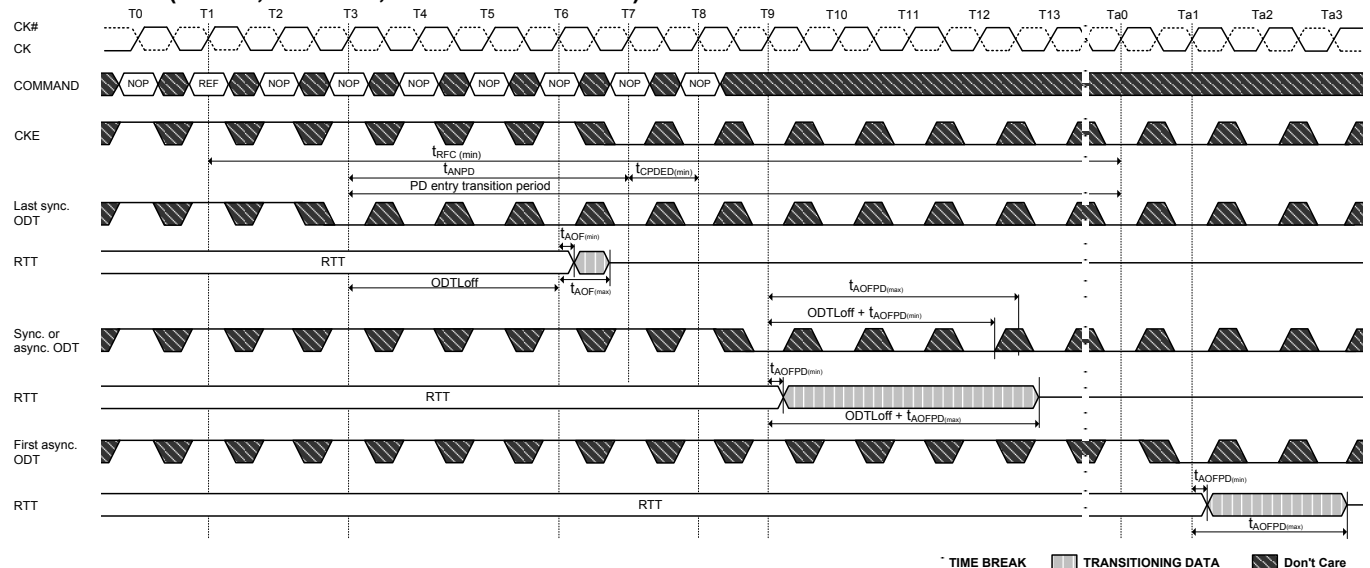 T0 T1 T2 T3 T4 T5 T6 T7 T8 T9 T10 T11 T12 T13 Ta0 Ta1 Ta2 Ta3
CK#
CK
COMMAND NOP REF NOP NOP NOP NOP NOP NOP NOP
CKE
tRFC (min)
tANPD tCPDED(min)
PD entry transition period
Last sync.
ODT
tAOF(min)
RTT RTT
ODTLoff tAOF(max)
tAOFPD(max)
ODTLoff + tAOFPD(min)
Sync. or
async. ODT
tAOFPD(min)
RTT RTT
ODTLoff + tAOFPD(max)
First async.
ODT
tAOFPD(min)
RTT RTT
tAOFPD(max)
TIME BREAK TRANSITIONING DATA Don't Care